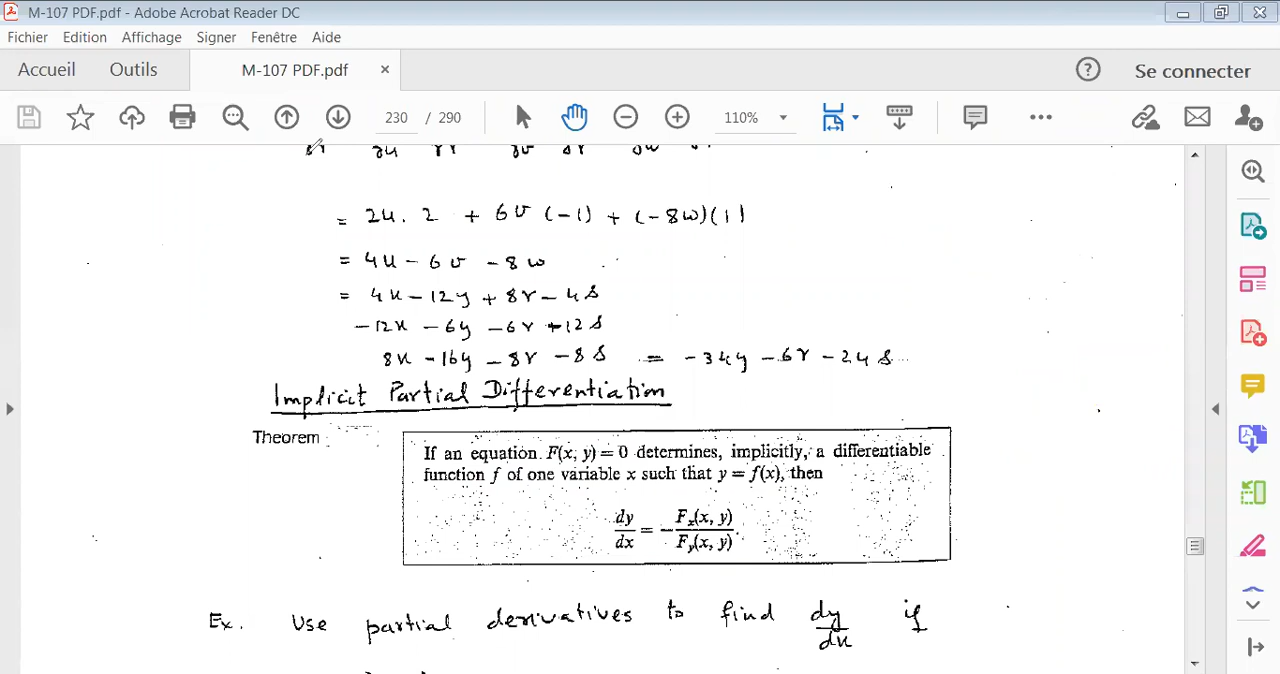 M-107 PDF.pdf - Adobe Acrobat Reader DC
Fichier Edition Affichage Signer Fenêtre Aide
Accueil Outils M-107 PDF.pdf × ? Se connecter
230 / 290 110%
= 2u. 2 + 6v (-1) + (-8w)(1)
= 4u - 6v - 8w
= 4x - 12y + 8r - 4s
-12x - 6y - 6r + 12s
8x - 16y - 8r - 8s = -34y - 6r - 24s
Implicit Partial Differentiation
Theorem
If an equation F(x, y) = 0 determines, implicitly, a differentiable
function f of one variable x such that y = f(x), then
dy/dx = - Fx(x, y)/Fy(x, y).
Ex. Use partial derivatives to find dy/dx if